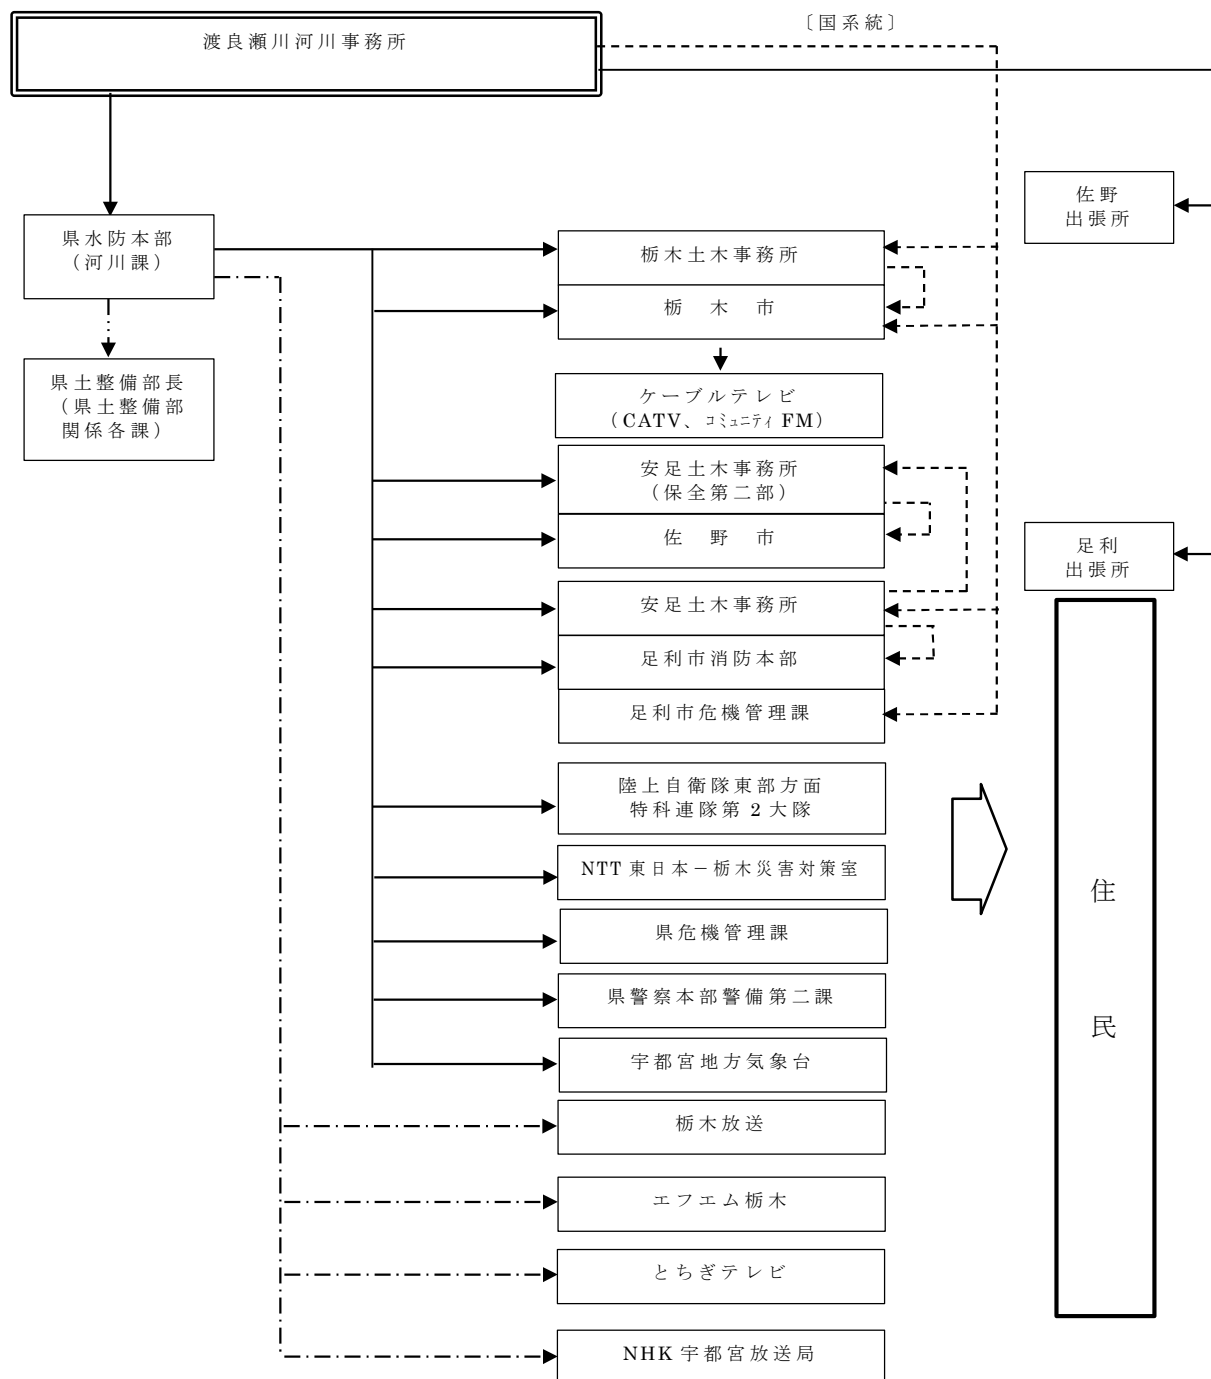 渡良瀬川河川事務所
〔国系統〕
佐野
出張所
県水防本部
（河川課）
栃木土木事務所
栃木市
県土整備部長
（県土整備部
関係各課）
ケーブルテレビ
（CATV、コミュニティFM）
安足土木事務所
（保全第二部）
佐野市
足利
出張所
安足土木事務所
足利市消防本部
足利市危機管理課
陸上自衛隊東部方面
特科連隊第2大隊
NTT東日本－栃木災害対策室
県危機管理課
県警察本部警備第二課
宇都宮地方気象台
栃木放送
エフエム栃木
とちぎテレビ
NHK宇都宮放送局
住民